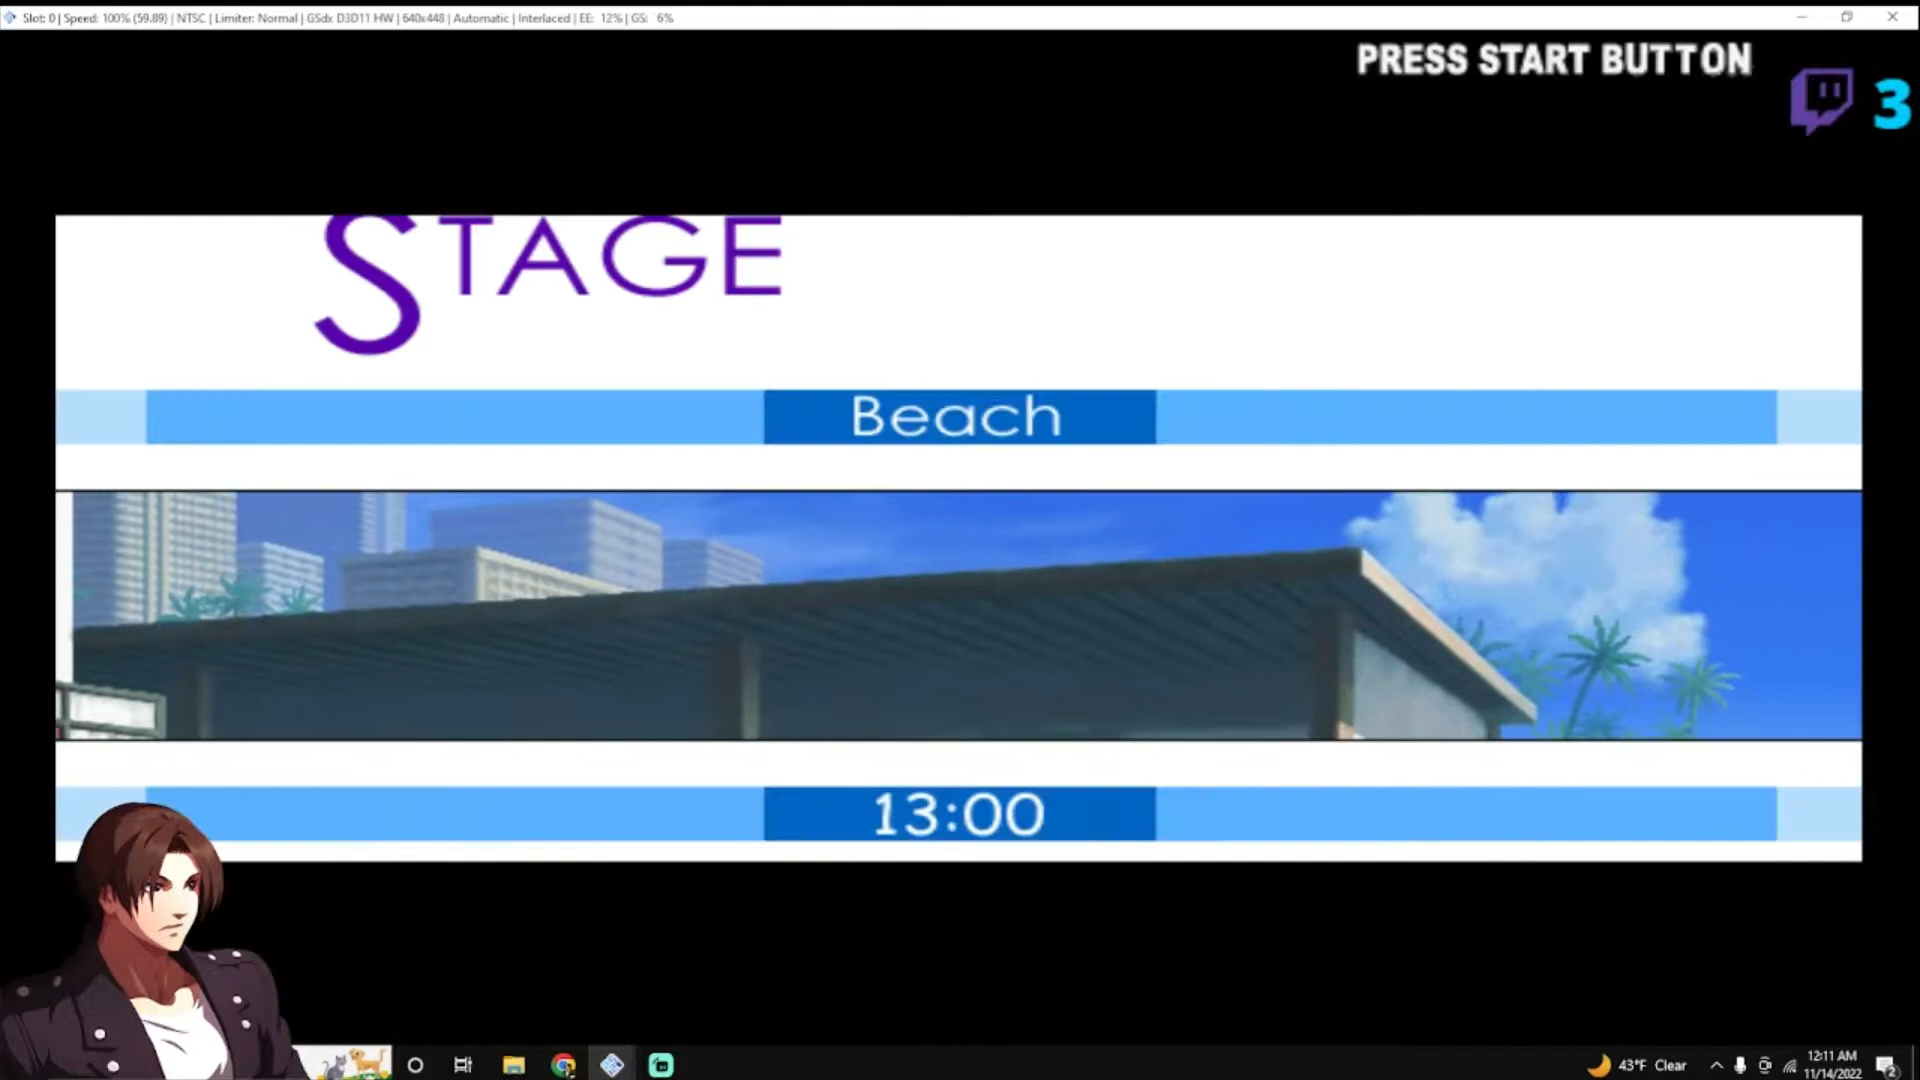 Slot: 0 | Speed: 100% (59.89) | NTSC | Limiter: Normal | GSdx D3D11 HW | 640x448 | Automatic | Interlaced | EE: 12% | GS: 6%
PRESS START BUTTON
3
STAGE
Beach
13:00
43°F Clear
12:11 AM
11/14/2022
2